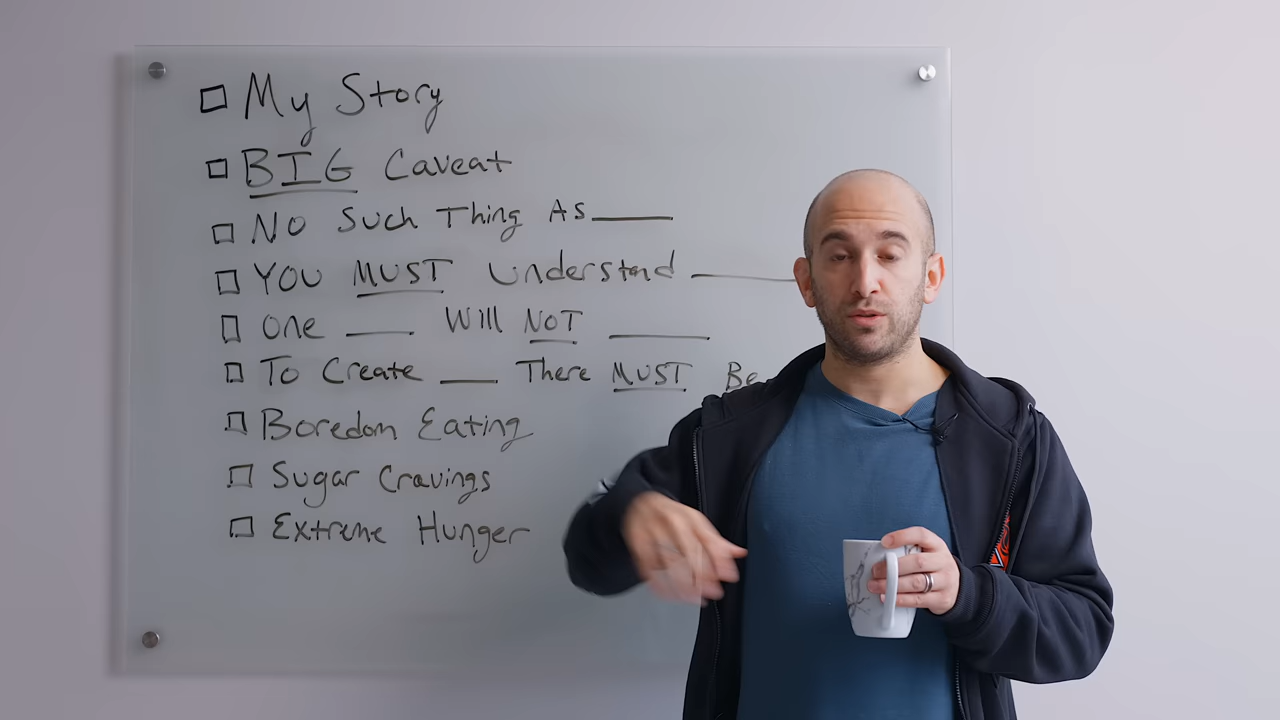 My Story
BIG Caveat
No Such Thing As ____
YOU MUST Understand ____
One ____ Will NOT ____
To Create ____ There MUST Be
Boredom Eating
Sugar Cravings
Extreme Hunger